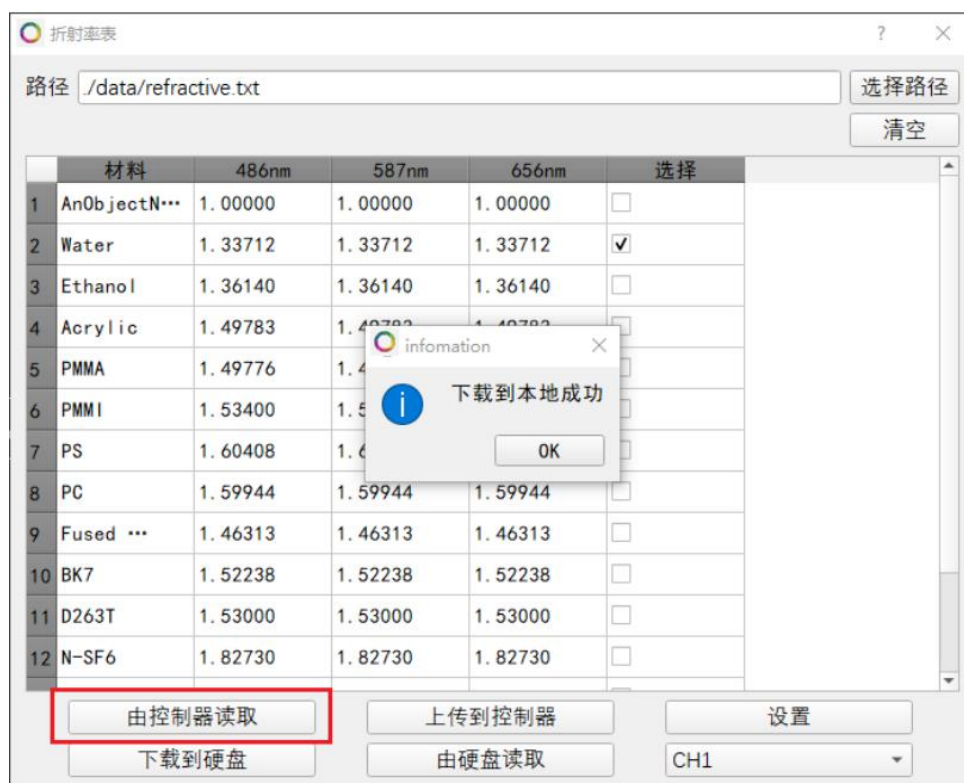 折射率表
路径 ./data/refractive.txt 选择路径
清空
材料 486nm 587nm 656nm 选择
1 AnObjectN… 1.00000 1.00000 1.00000
2 Water 1.33712 1.33712 1.33712
3 Ethanol 1.36140 1.36140 1.36140
4 Acrylic 1.49783
5 PMMA 1.49776
6 PMMI 1.53400
7 PS 1.60408
8 PC 1.59944 1.59944 1.59944
9 Fused … 1.46313 1.46313 1.46313
10 BK7 1.52238 1.52238 1.52238
11 D263T 1.53000 1.53000 1.53000
12 N-SF6 1.82730 1.82730 1.82730
infomation
下载到本地成功
OK
由控制器读取 上传到控制器 设置
下载到硬盘 由硬盘读取 CH1